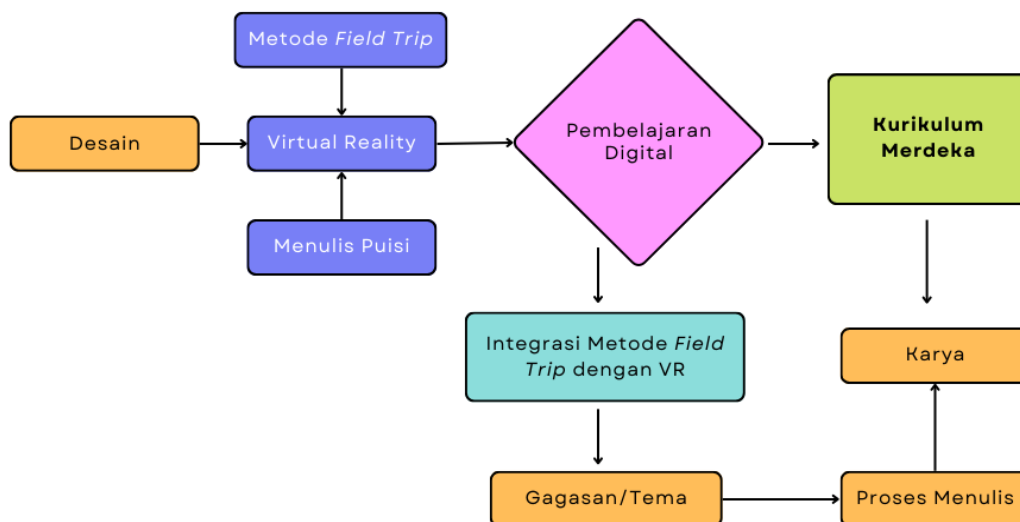 Metode Field Trip
Desain
Virtual Reality
Menulis Puisi
Pembelajaran
Digital
Kurikulum
Merdeka
Integrasi Metode Field
Trip dengan VR
Karya
Gagasan/Tema
Proses Menulis